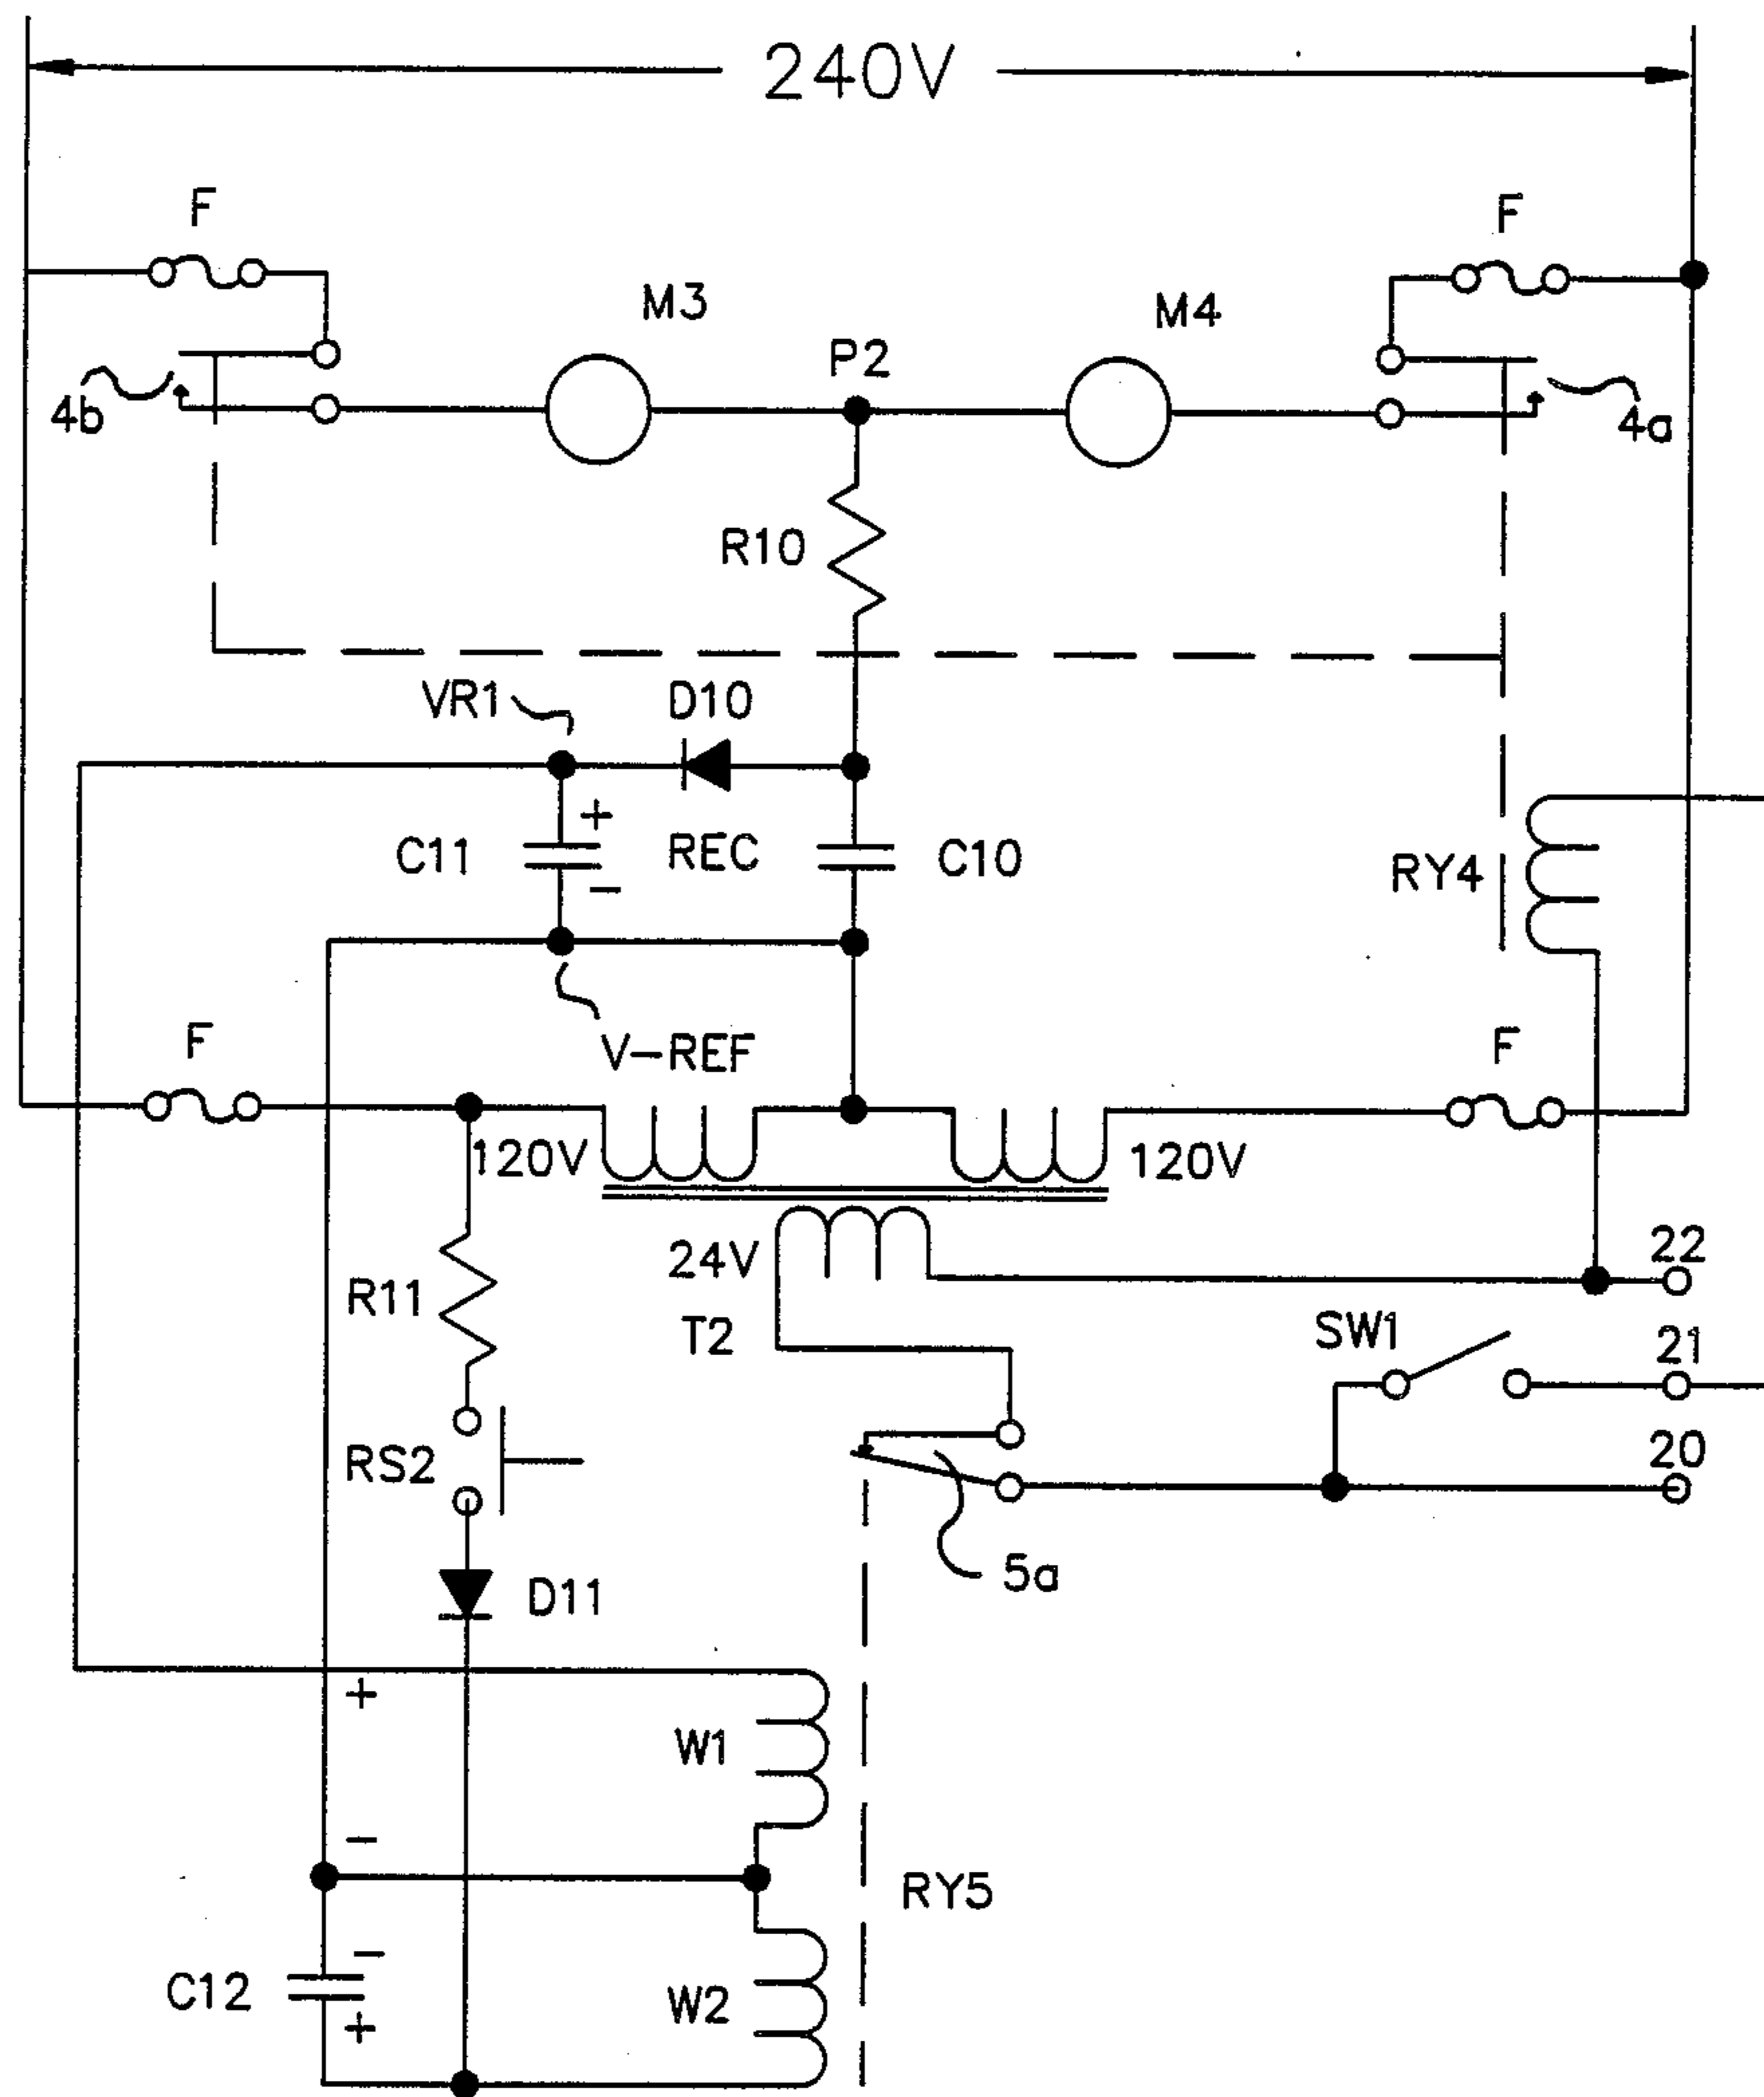 240V
F
F
M3
M4
P2
4b
4a
R10
VR1
D10
+
C11
REC
C10
RY4
−
F
V-REF
F
120V
120V
24V
22
R11
T2
SW1
21
RS2
20
5a
D11
+
W1
−
RY5
−
C12
W2
+